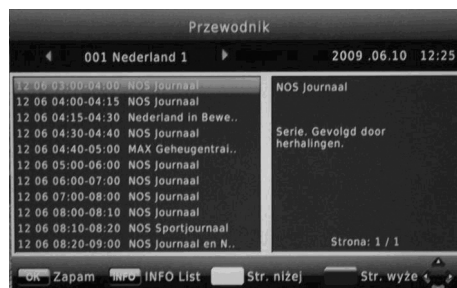 Przewodnik
001 Nederland 1
2009 .06.10 12:25
12 06 03:00-04:00 NOS Journaal
12 06 04:00-04:15 NOS Journaal
12 06 04:15-04:30 Nederland in Bewe..
12 06 04:30-04:40 NOS Journaal
12 06 04:40-05:00 MAX Geheugentrai..
12 06 05:00-06:00 NOS Journaal
12 06 06:00-07:00 NOS Journaal
12 06 07:00-08:00 NOS Journaal
12 06 08:00-08:10 NOS Journaal
12 06 08:10-08:20 NOS Sportjournaal
12 06 08:20-09:00 NOS Journaal en N..
NOS Journaal
Serie. Gevolgd door
herhalingen.
Strona: 1 / 1
OK Zapam INFO INFO List Str. niżej Str. wyże